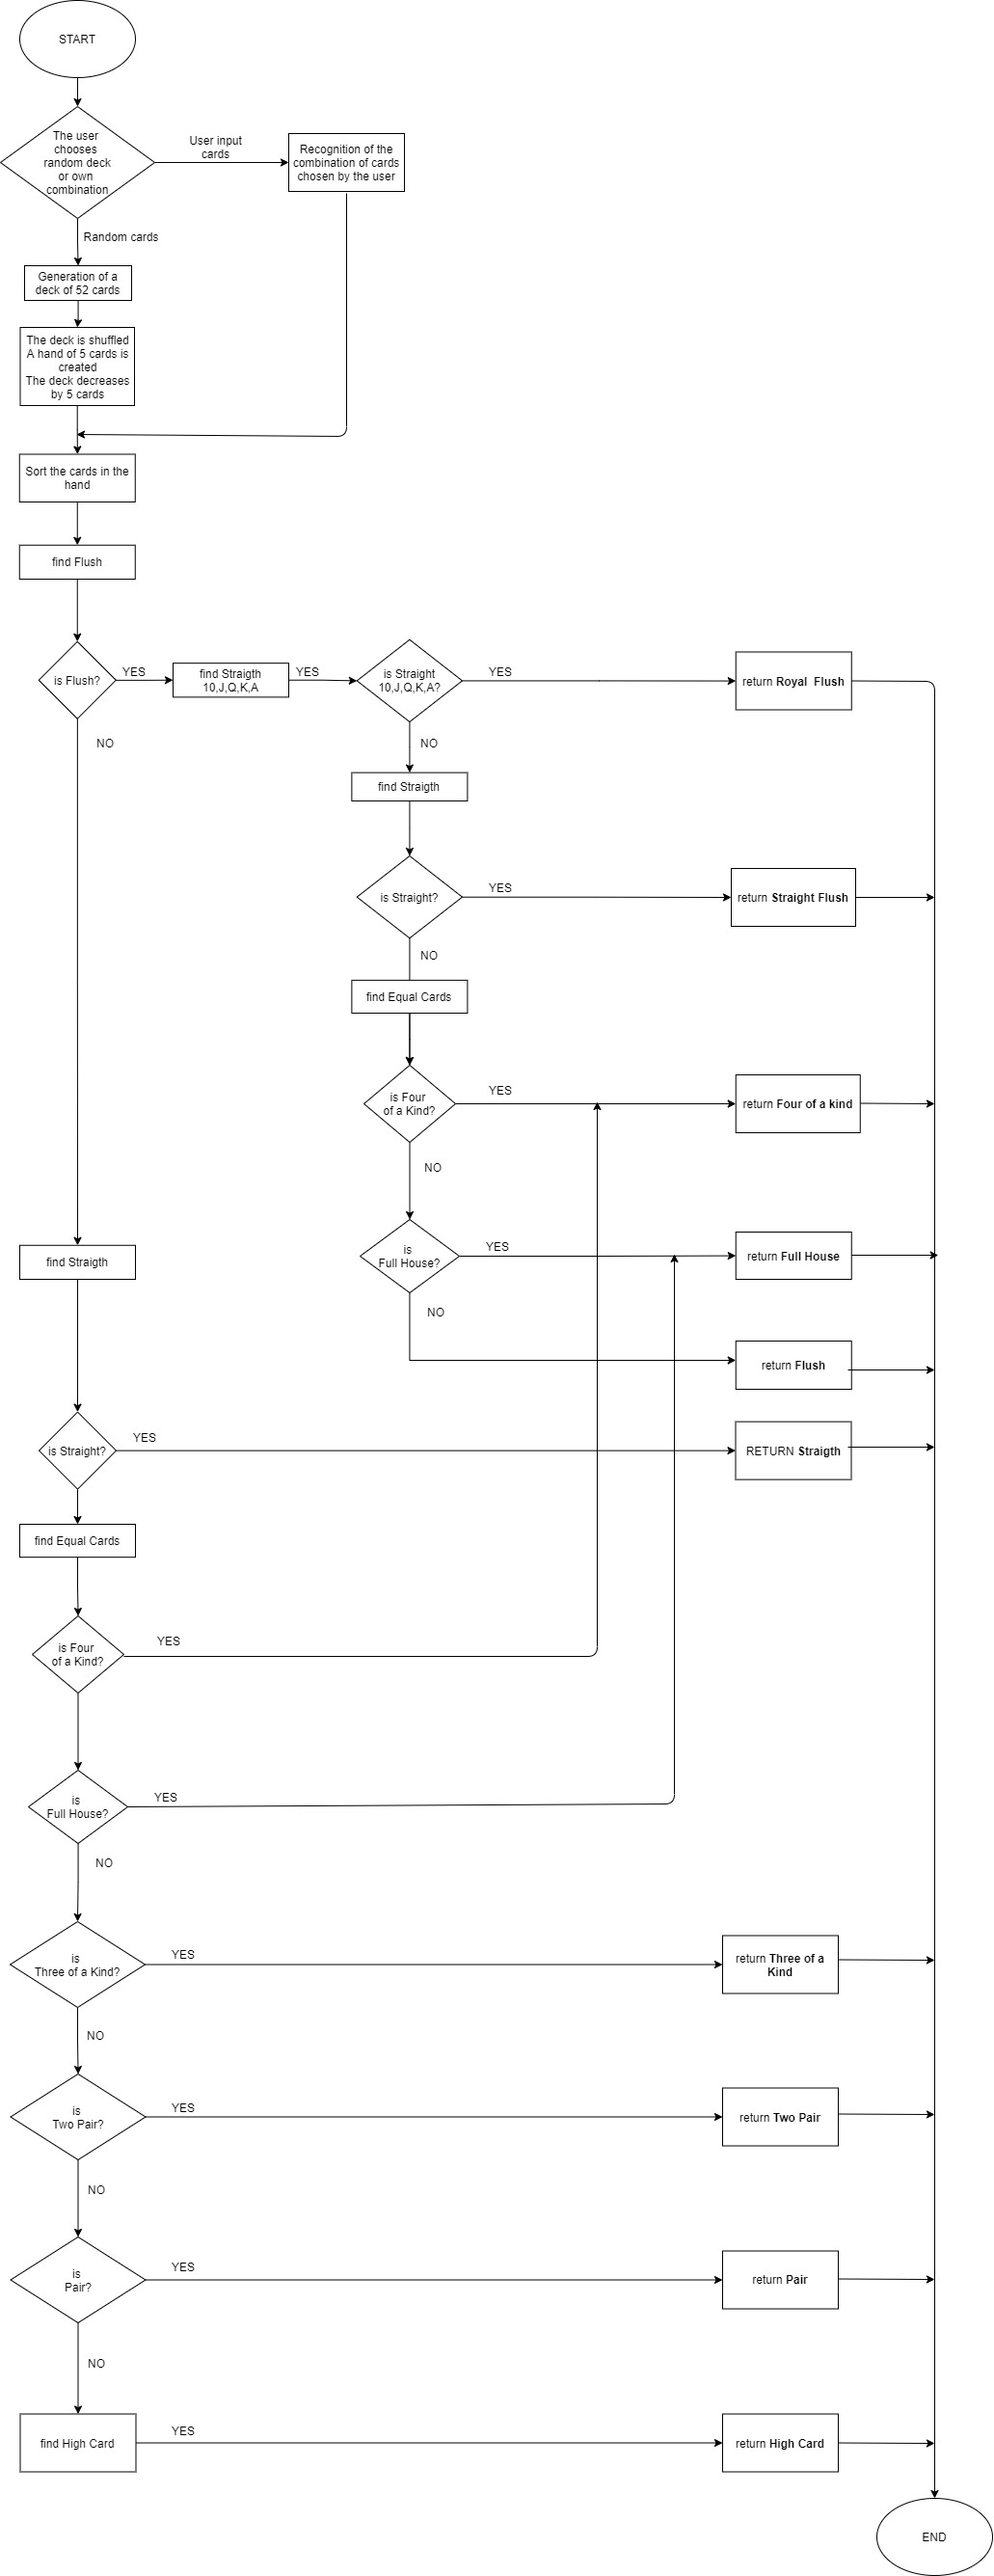 START
The user
chooses
random deck
or own
combination
User input
cards
Recognition of the
combination of cards
chosen by the user
Random cards
Generation of a
deck of 52 cards
The deck is shuffled
A hand of 5 cards is
created
The deck decreases
by 5 cards
Sort the cards in the
hand
find Flush
is Flush?
YES
find Straigth
10,J,Q,K,A
YES
is Straight
10,J,Q,K,A?
YES
return Royal Flush
NO
NO
find Straigth
is Straight?
YES
return Straight Flush
NO
find Equal Cards
is Four
of a Kind?
YES
return Four of a kind
NO
find Straigth
is
Full House?
YES
return Full House
NO
return Flush
is Straight?
YES
RETURN Straigth
find Equal Cards
is Four
of a Kind?
YES
is
Full House?
YES
NO
is
Three of a Kind?
YES
return Three of a
Kind
NO
is
Two Pair?
YES
return Two Pair
NO
is
Pair?
YES
return Pair
NO
find High Card
YES
return High Card
END